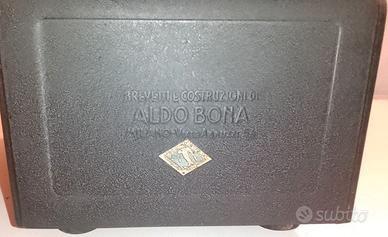 BREVETTI E COSTRUZIONI DI
ALDO BONA
MILANO
subito